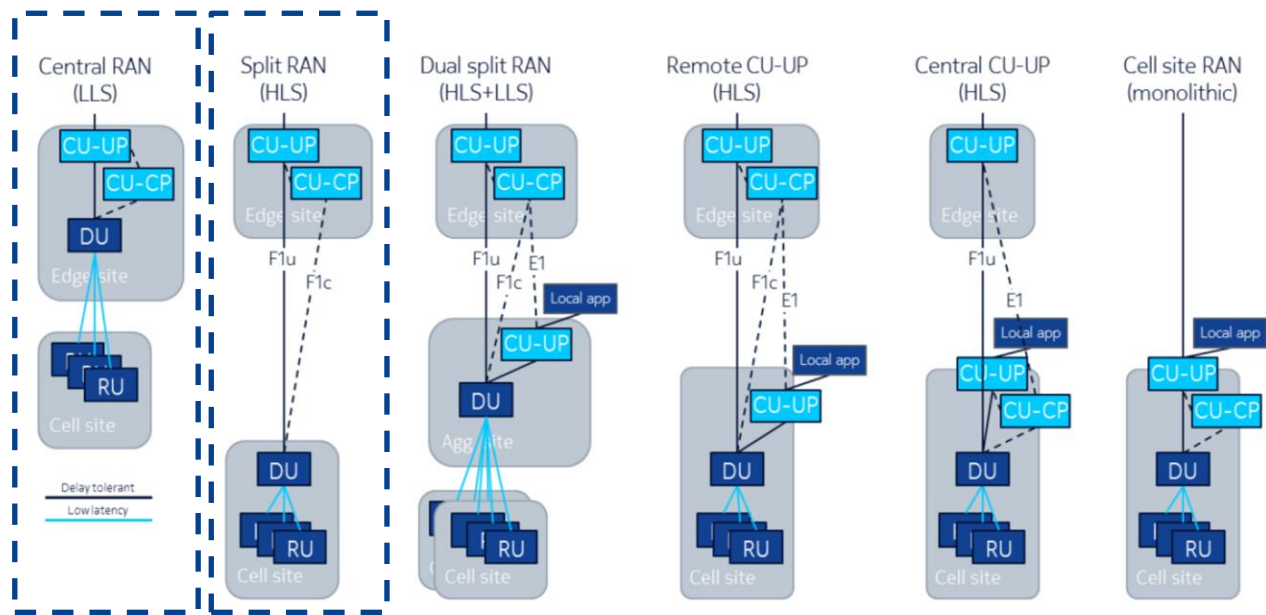 Central RAN
(LLS)
CU-UP
CU-CP
DU
Edge site
RU
Cell site
Delay tolerant
Low latency
Split RAN
(HLS)
CU-UP
CU-CP
Edge site
F1u
F1c
DU
RU
Cell site
Dual split RAN
(HLS+LLS)
CU-UP
CU-CP
Edge site
F1u
F1c
E1
Local app
CU-UP
DU
Agg site
RU
Cell site
Remote CU-UP
(HLS)
CU-UP
CU-CP
Edge site
F1u
F1c
E1
Local app
CU-UP
DU
RU
Cell site
Central CU-UP
(HLS)
CU-UP
Edge site
F1u
E1
Local app
CU-UP
CU-CP
DU
RU
Cell site
Cell site RAN
(monolithic)
Local app
CU-UP
CU-CP
DU
RU
Cell site